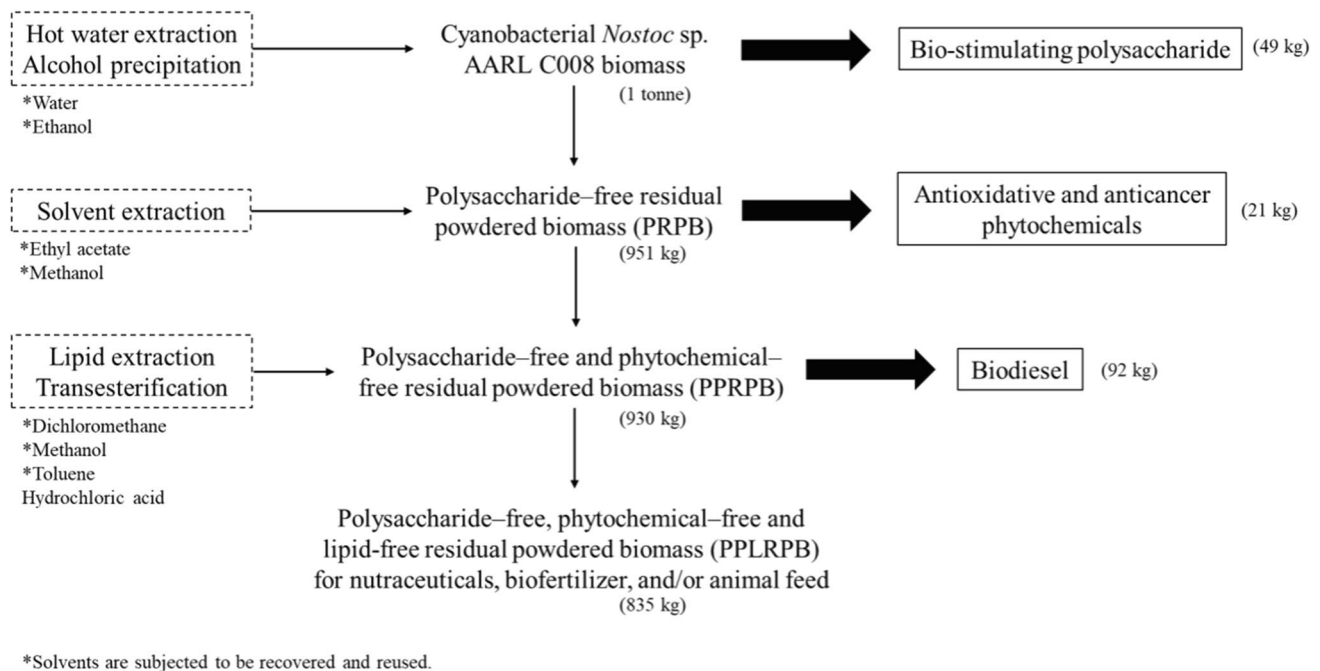 Hot water extraction
Alcohol precipitation
*Water
*Ethanol
Cyanobacterial Nostoc sp.
AARL C008 biomass
(1 tonne)
Bio-stimulating polysaccharide
(49 kg)
Solvent extraction
*Ethyl acetate
*Methanol
Polysaccharide–free residual
powdered biomass (PRPB)
(951 kg)
Antioxidative and anticancer
phytochemicals
(21 kg)
Lipid extraction
Transesterification
*Dichloromethane
*Methanol
*Toluene
Hydrochloric acid
Polysaccharide–free and phytochemical–
free residual powdered biomass (PPRPB)
(930 kg)
Biodiesel
(92 kg)
Polysaccharide–free, phytochemical–free and
lipid-free residual powdered biomass (PPLRPB)
for nutraceuticals, biofertilizer, and/or animal feed
(835 kg)
*Solvents are subjected to be recovered and reused.